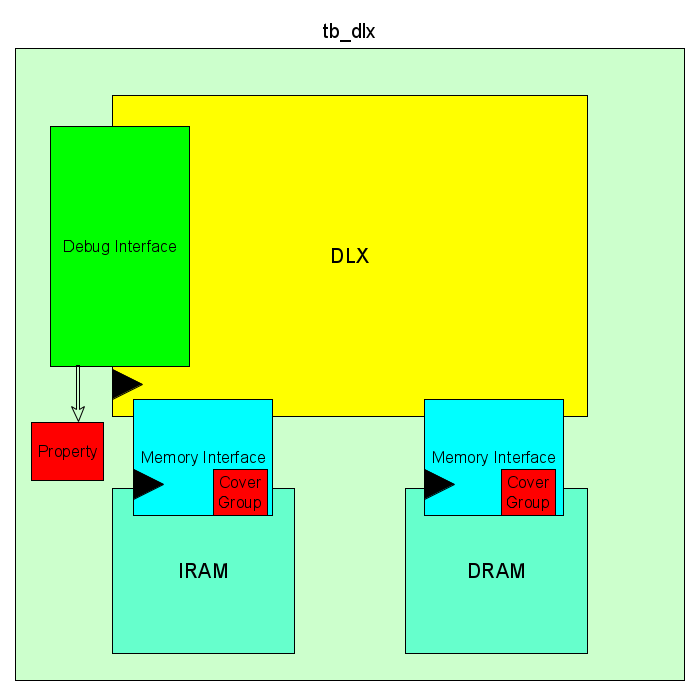 tb_dlx
Debug Interface
DLX
Property
Memory Interface
Cover
Group
Memory Interface
Cover
Group
IRAM
DRAM